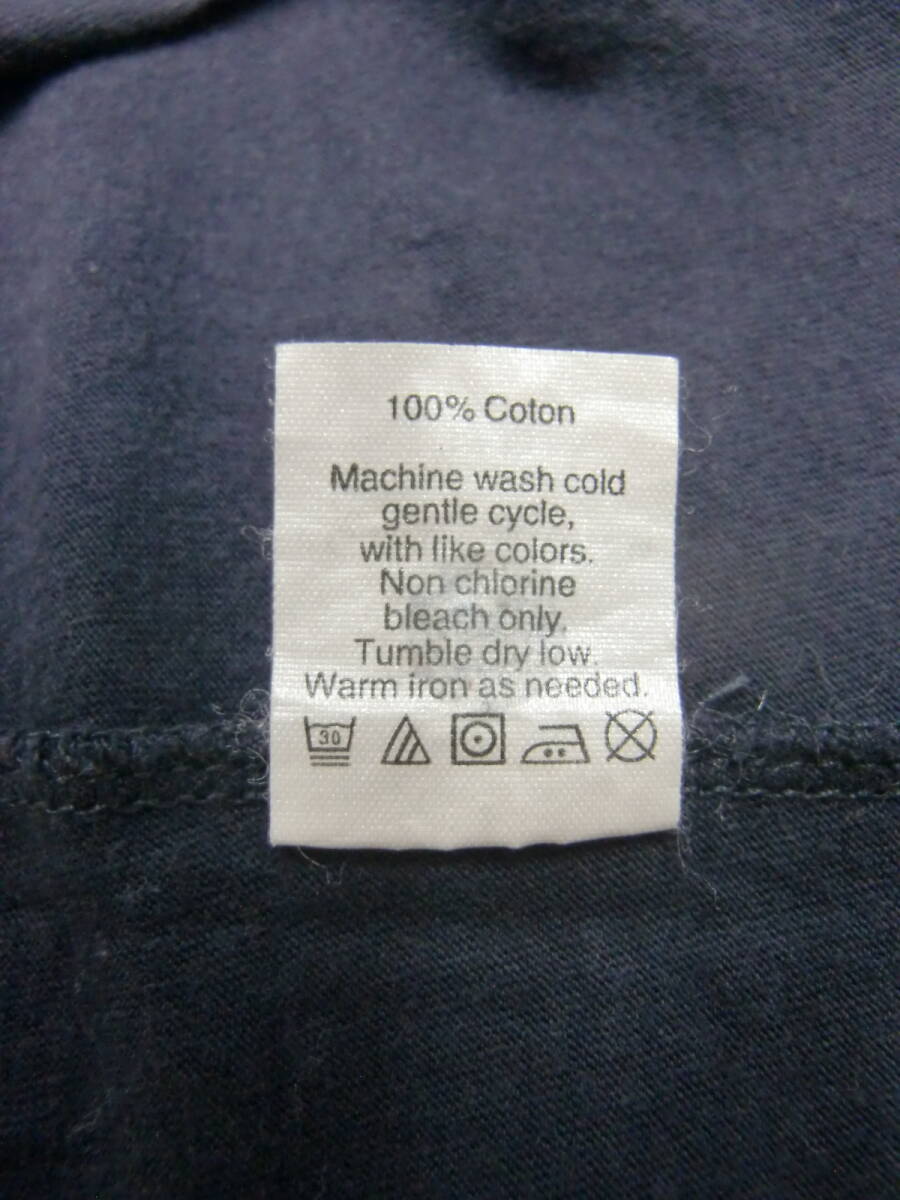 100% Coton
Machine wash cold
gentle cycle,
with like colors.
Non chlorine
bleach only.
Tumble dry low.
Warm iron as needed.
30